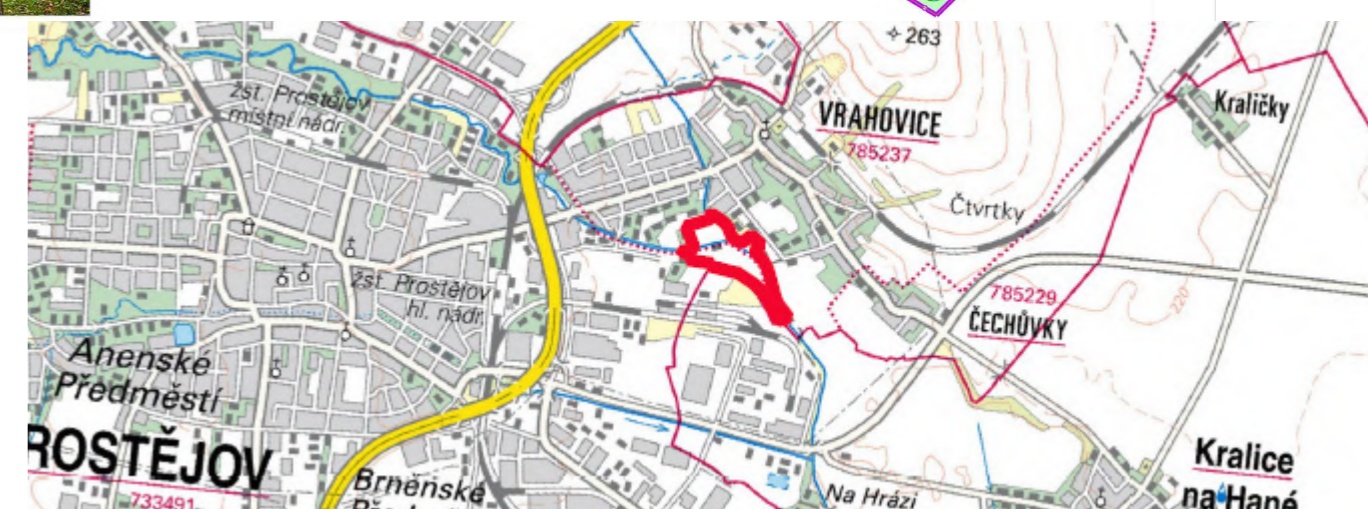 263
žst. Prostějov
místní nádr.
VRAHOVICE
785237
Kraličky
Čtvrtky
žst. Prostějov
hl. nádr.
785229
220
ČECHŮVKY
Anenské
Předměstí
ROSTĚJOV
733491
Brněnské
Na Hrázi
Kralice
na Hané